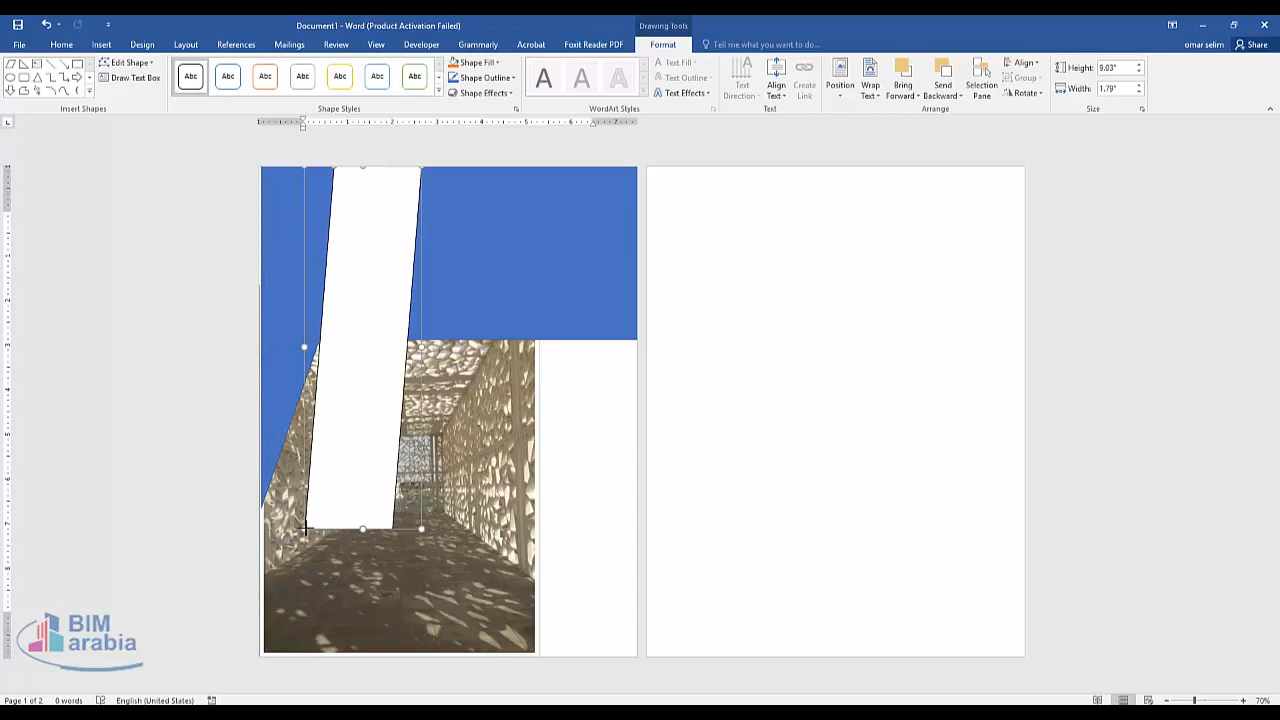 Document1 - Word (Product Activation Failed)
Drawing Tools
File Home Insert Design Layout References Mailings Review View Developer Grammarly Acrobat Foxit Reader PDF Format Tell me what you want to do... omar selim Share
Edit Shape
Draw Text Box
Insert Shapes
Abc Abc Abc Abc Abc Abc Abc
Shape Fill
Shape Outline
Shape Effects
Shape Styles
A A A
Text Fill
Text Outline
Text Effects
WordArt Styles
Text Direction
Align Text
Create Link
Text
Position
Wrap Text
Bring Forward
Send Backward
Selection Pane
Align
Group
Rotate
Arrange
Height: 9.03"
Width: 1.79"
Size
BIM
arabia
Page 1 of 2 0 words English (United States) 70%